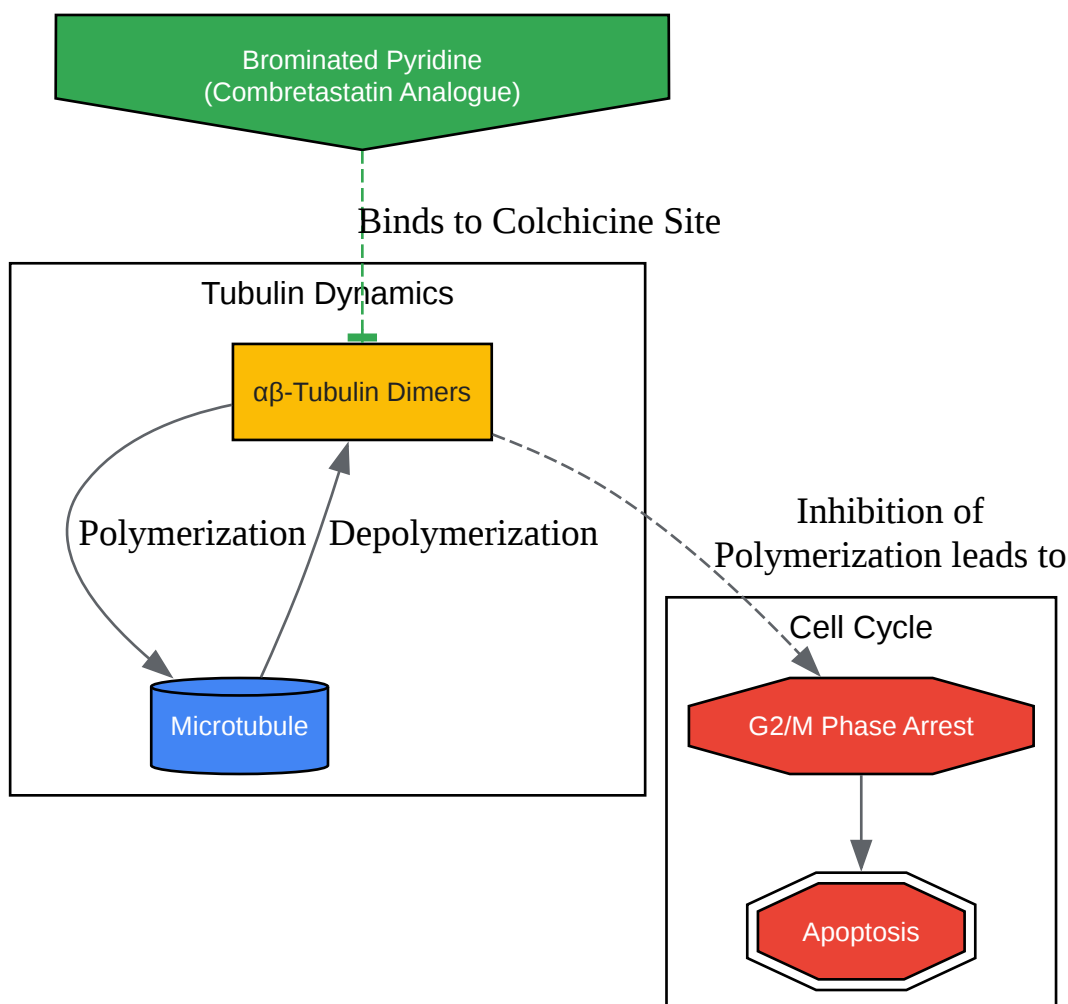 Brominated Pyridine
(Combretastatin Analogue)
Binds to Colchicine Site
Tubulin Dynamics
αβ-Tubulin Dimers
Polymerization
Depolymerization
Inhibition of
Polymerization leads to
Cell Cycle
Microtubule
G2/M Phase Arrest
Apoptosis